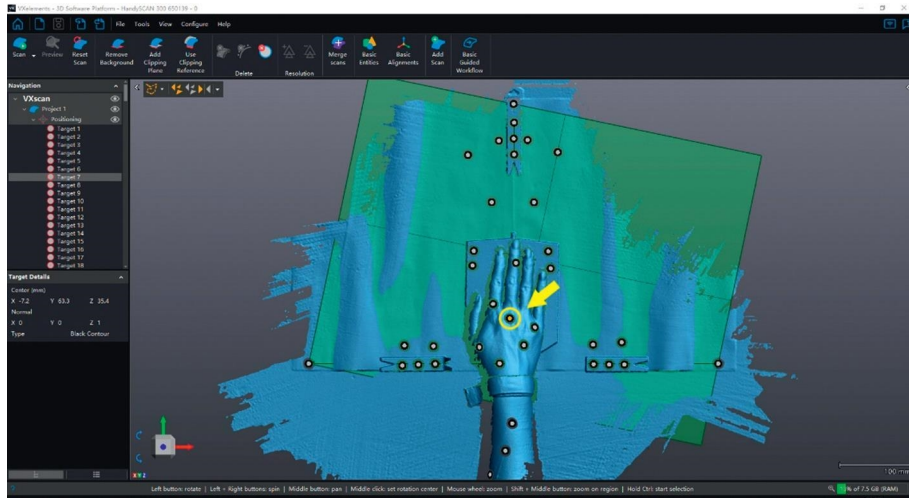 VXelements - 3D Software Platform - HandySCAN 300 650139 - 0
File Tools View Configure Help
Scan Preview Reset Scan Remove Background Add Clipping Plane Use Clipping Reference Delete Resolution Merge scans Basic Entities Basic Alignments Add Scan Basic Guided Workflow
Navigation
VXscan
Project 1
Positioning
Target 1
Target 2
Target 3
Target 4
Target 5
Target 6
Target 7
Target 8
Target 9
Target 10
Target 11
Target 12
Target 13
Target 14
Target 15
Target 16
Target 17
Target 18
Target Details
Center (mm)
X -7.2 Y 63.3 Z 35.4
Normal
X 0 Y 0 Z 1
Type Black Contour
100 mm
Left button: rotate | Left + Right buttons: spin | Middle button: pan | Middle click: set rotation center | Mouse wheel: zoom | Shift + Middle button: zoom on region | Hold Ctrl: start selection
% of 7.5 GB (RAM)